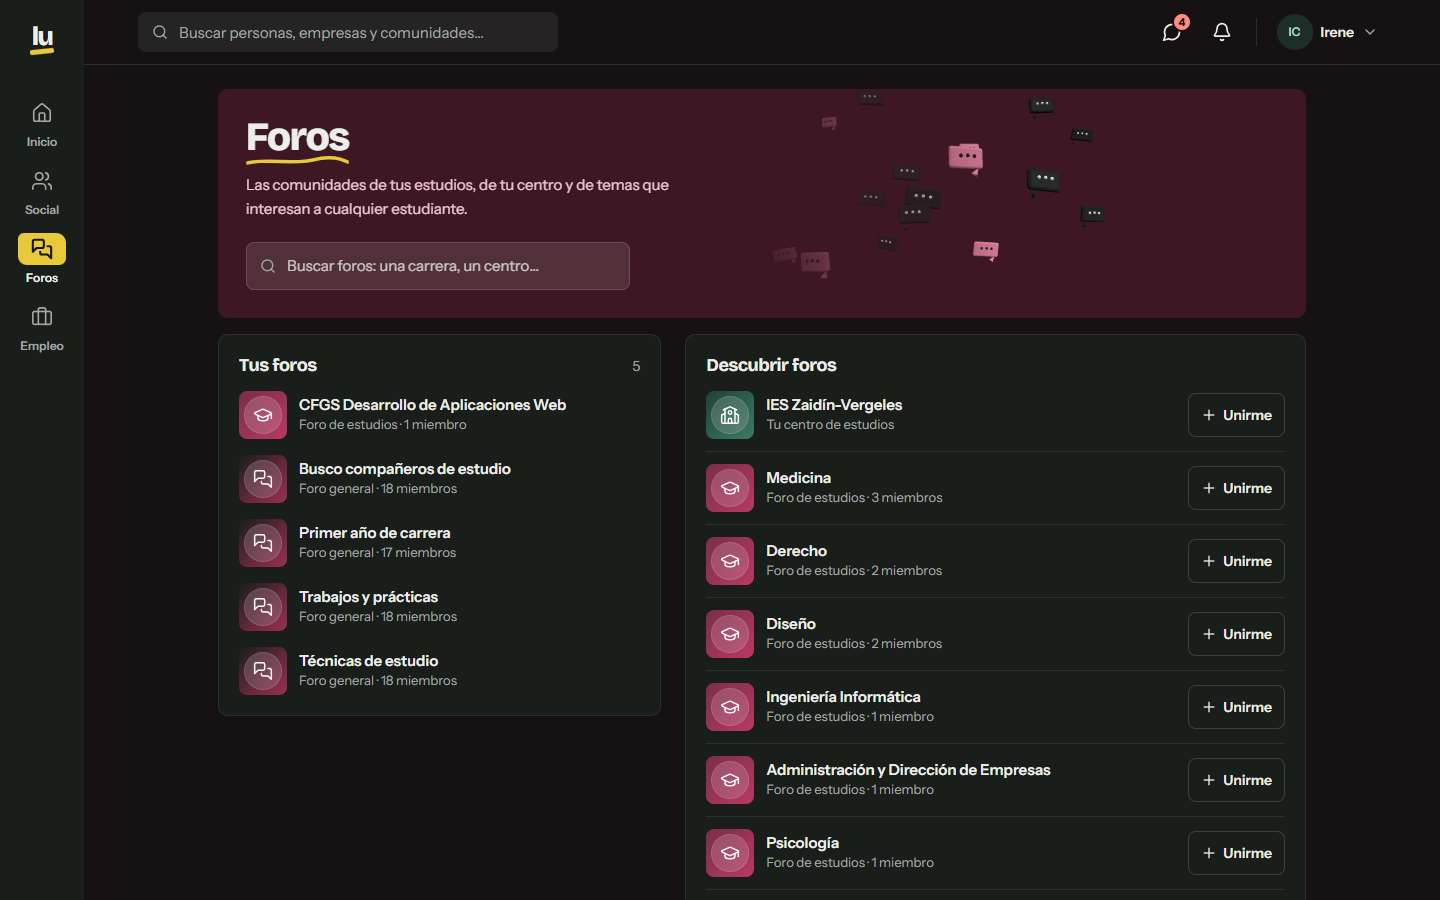 lu
Buscar personas, empresas y comunidades...
4
IC
Irene
Inicio
Social
Foros
Empleo
Foros
Las comunidades de tus estudios, de tu centro y de temas que
interesan a cualquier estudiante.
Buscar foros: una carrera, un centro...
Tus foros
5
CFGS Desarrollo de Aplicaciones Web
Foro de estudios · 1 miembro
Busco compañeros de estudio
Foro general · 18 miembros
Primer año de carrera
Foro general · 17 miembros
Trabajos y prácticas
Foro general · 18 miembros
Técnicas de estudio
Foro general · 18 miembros
Descubrir foros
IES Zaidín-Vergeles
Tu centro de estudios
Unirme
Medicina
Foro de estudios · 3 miembros
Unirme
Derecho
Foro de estudios · 2 miembros
Unirme
Diseño
Foro de estudios · 2 miembros
Unirme
Ingeniería Informática
Foro de estudios · 1 miembro
Unirme
Administración y Dirección de Empresas
Foro de estudios · 1 miembro
Unirme
Psicología
Foro de estudios · 1 miembro
Unirme